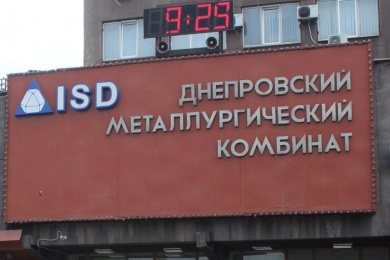 9:25
ISD
ДНЕПРОВСКИЙ
МЕТАЛЛУРГИЧЕСКИЙ
КОМБИНАТ